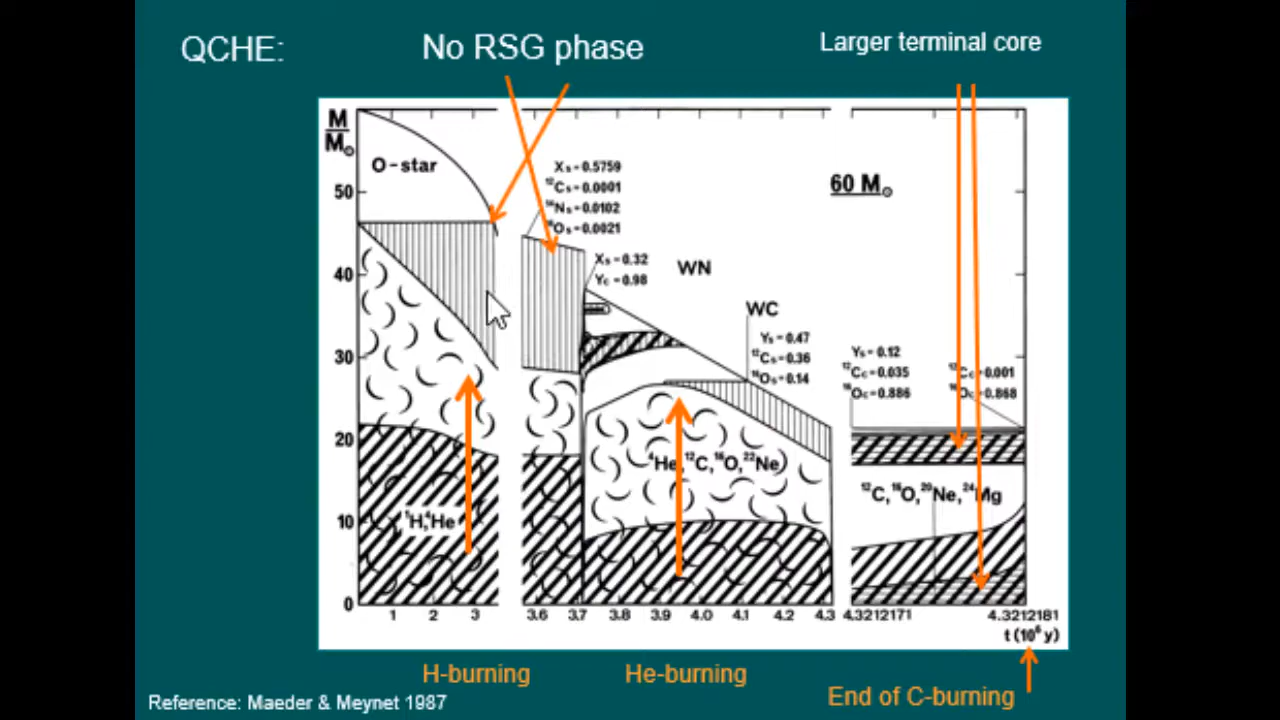 QCHE:
No RSG phase
Larger terminal core
M
M⊙
O-star
50
40
30
20
10
0
Xs=0.5759
¹²Cs=0.0001
¹⁴Ns=0.0102
¹⁶Os=0.0021
Xs=0.32
Yc=0.98
WN
60 M⊙
WC
Ys=0.47
¹²Cs=0.36
¹⁶Os=0.14
Ys=0.12
¹²Cc=0.035
¹⁶Oc=0.886
¹²Cc=0.001
¹⁶Oc=0.868
¹H,⁴He
⁴He,¹²C,¹⁶O,²²Ne
¹²C,¹⁶O,²⁰Ne,²⁴Mg
1 2 3 3.6 3.7 3.8 3.9 4.0 4.1 4.2 4.3 4.3212171 4.3212181
t(10⁶ y)
H-burning
He-burning
End of C-burning
Reference: Maeder & Meynet 1987